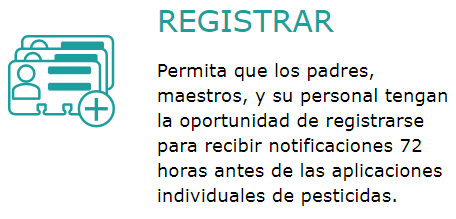 REGISTRAR
Permita que los padres,
maestros, y su personal tengan
la oportunidad de registrarse
para recibir notificaciones 72
horas antes de las aplicaciones
individuales de pesticidas.